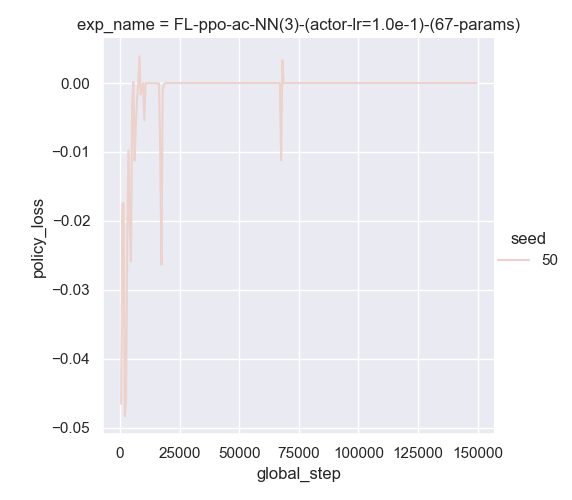 exp_name = FL-ppo-ac-NN(3)-(actor-lr=1.0e-1)-(67-params)
0.00
−0.01
−0.02
−0.03
−0.04
−0.05
policy_loss
0 25000 50000 75000 100000 125000 150000
global_step
seed
50